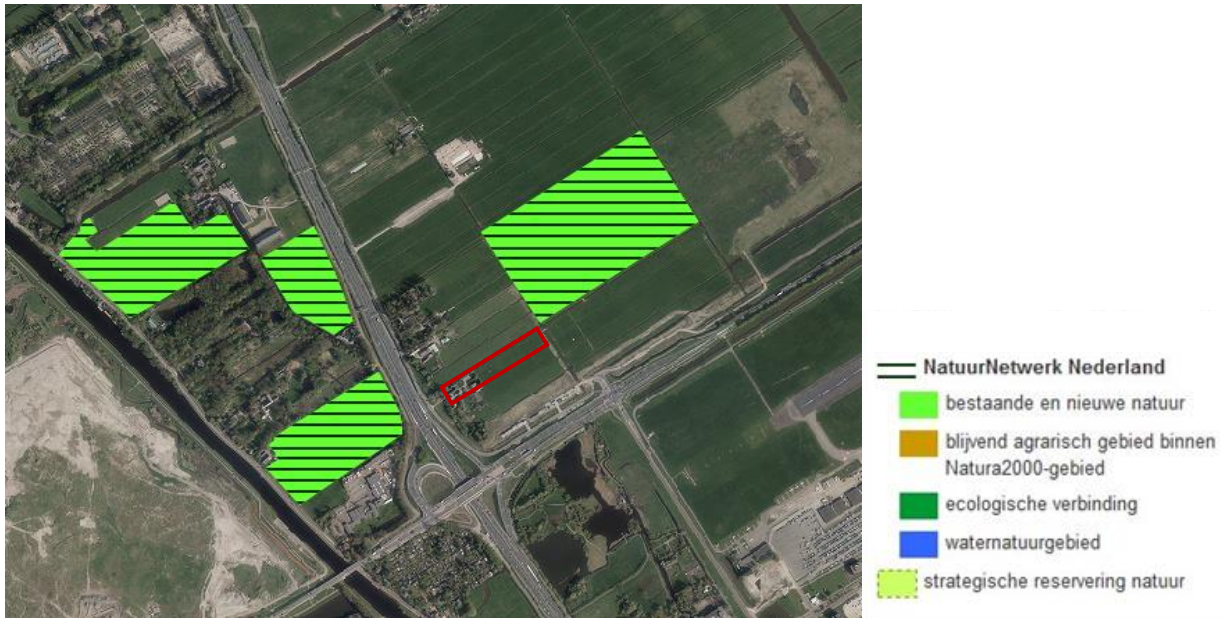 NatuurNetwerk Nederland
bestaande en nieuwe natuur
blijvend agrarisch gebied binnen
Natura2000-gebied
ecologische verbinding
waternatuurgebied
strategische reservering natuur